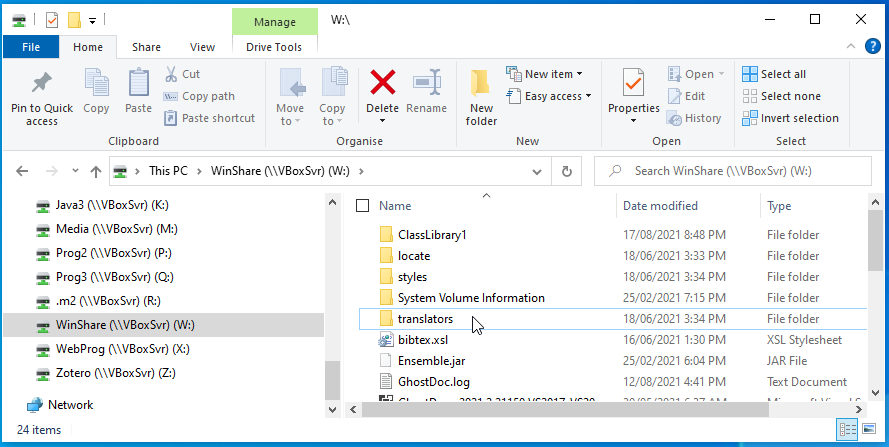 Manage W:\
File Home Share View Drive Tools
Pin to Quick access
Copy
Paste
Cut
Copy path
Paste shortcut
Clipboard
Move to
Copy to
Delete
Rename
Organise
New folder
New item
Easy access
New
Properties
Open
Edit
History
Open
Select all
Select none
Invert selection
Select
This PC > WinShare (\\VBoxSvr) (W:) >
Search WinShare (\\VBoxSvr) (W:)
Java3 (\\VBoxSvr) (K:)
Media (\\VBoxSvr) (M:)
Prog2 (\\VBoxSvr) (P:)
Prog3 (\\VBoxSvr) (Q:)
.m2 (\\VBoxSvr) (R:)
WinShare (\\VBoxSvr) (W:)
WebProg (\\VBoxSvr) (X:)
Zotero (\\VBoxSvr) (Z:)
Network
Name Date modified Type
ClassLibrary1 17/08/2021 8:48 PM File folder
locate 18/06/2021 3:33 PM File folder
styles 18/06/2021 3:34 PM File folder
System Volume Information 25/02/2021 7:15 PM File folder
translators 18/06/2021 3:34 PM File folder
bibtex.xsl 16/06/2021 1:30 PM XSL Stylesheet
Ensemble.jar 25/02/2021 6:04 PM JAR File
GhostDoc.log 12/08/2021 4:41 PM Text Document
24 items